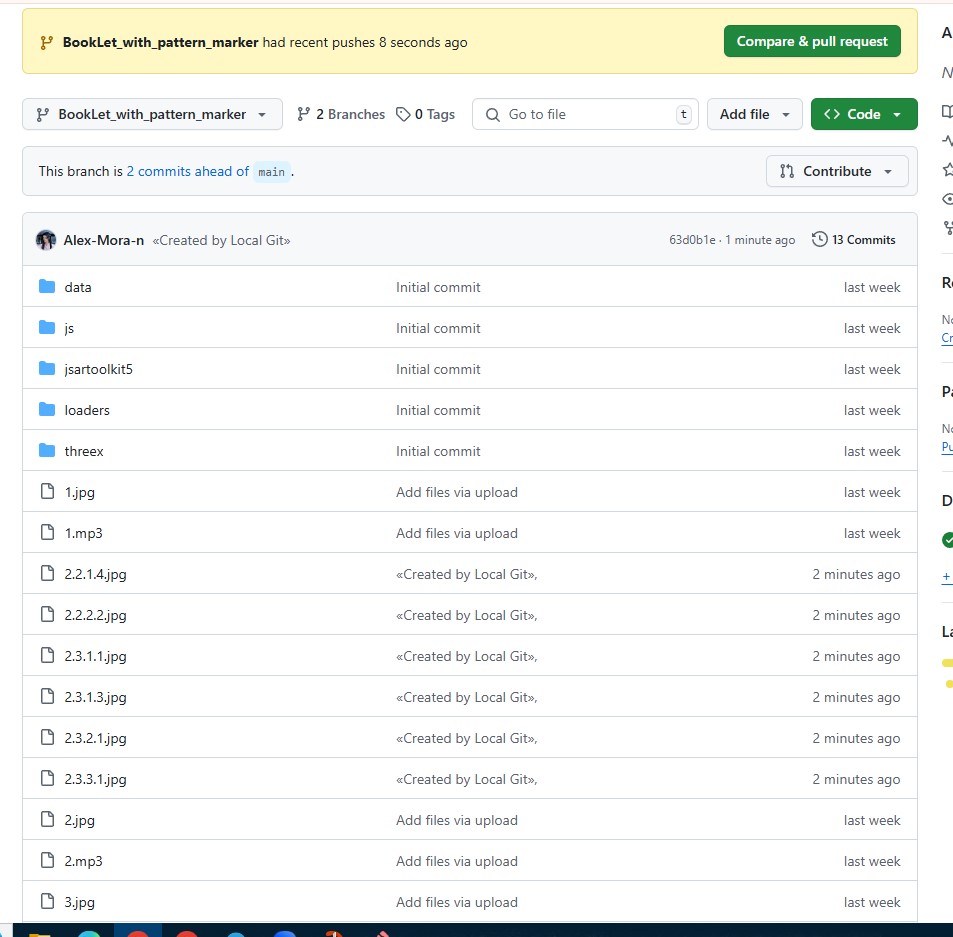 BookLet_with_pattern_marker had recent pushes 8 seconds ago
Compare & pull request
BookLet_with_pattern_marker
2 Branches
0 Tags
Go to file
t
Add file
<> Code
This branch is 2 commits ahead of main .
Contribute
Alex-Mora-n «Created by Local Git»
63d0b1e · 1 minute ago
13 Commits
data Initial commit last week
js Initial commit last week
jsartoolkit5 Initial commit last week
loaders Initial commit last week
threex Initial commit last week
1.jpg Add files via upload last week
1.mp3 Add files via upload last week
2.2.1.4.jpg «Created by Local Git», 2 minutes ago
2.2.2.2.jpg «Created by Local Git», 2 minutes ago
2.3.1.1.jpg «Created by Local Git», 2 minutes ago
2.3.1.3.jpg «Created by Local Git», 2 minutes ago
2.3.2.1.jpg «Created by Local Git», 2 minutes ago
2.3.3.1.jpg «Created by Local Git», 2 minutes ago
2.jpg Add files via upload last week
2.mp3 Add files via upload last week
3.jpg Add files via upload last week